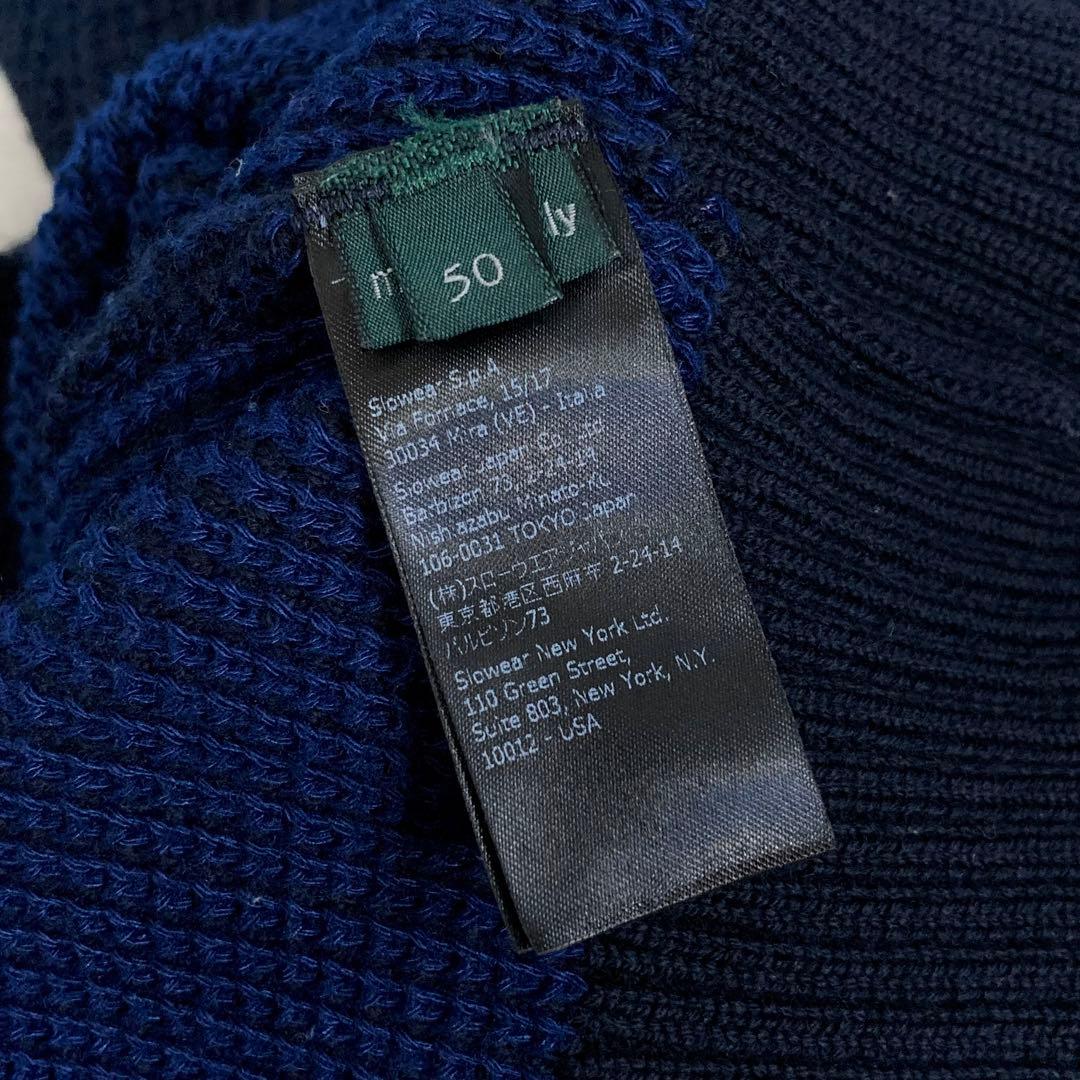 m
50
ly
Slowear S.p.A
Via Fornace, 15/17
30034 Mira (VE) - Italia
Slowear Japan Co. Ltd
Barbizon 73, 2-24-14
Nishiazabu Minato-KU
106-0031 TOKYO Japan
(株)スローウエアジャパン
東京都港区西麻布 2-24-14
バルビゾン73
Slowear New York Ltd.
110 Green Street,
Suite 803, New York, N.Y.
10012 - USA